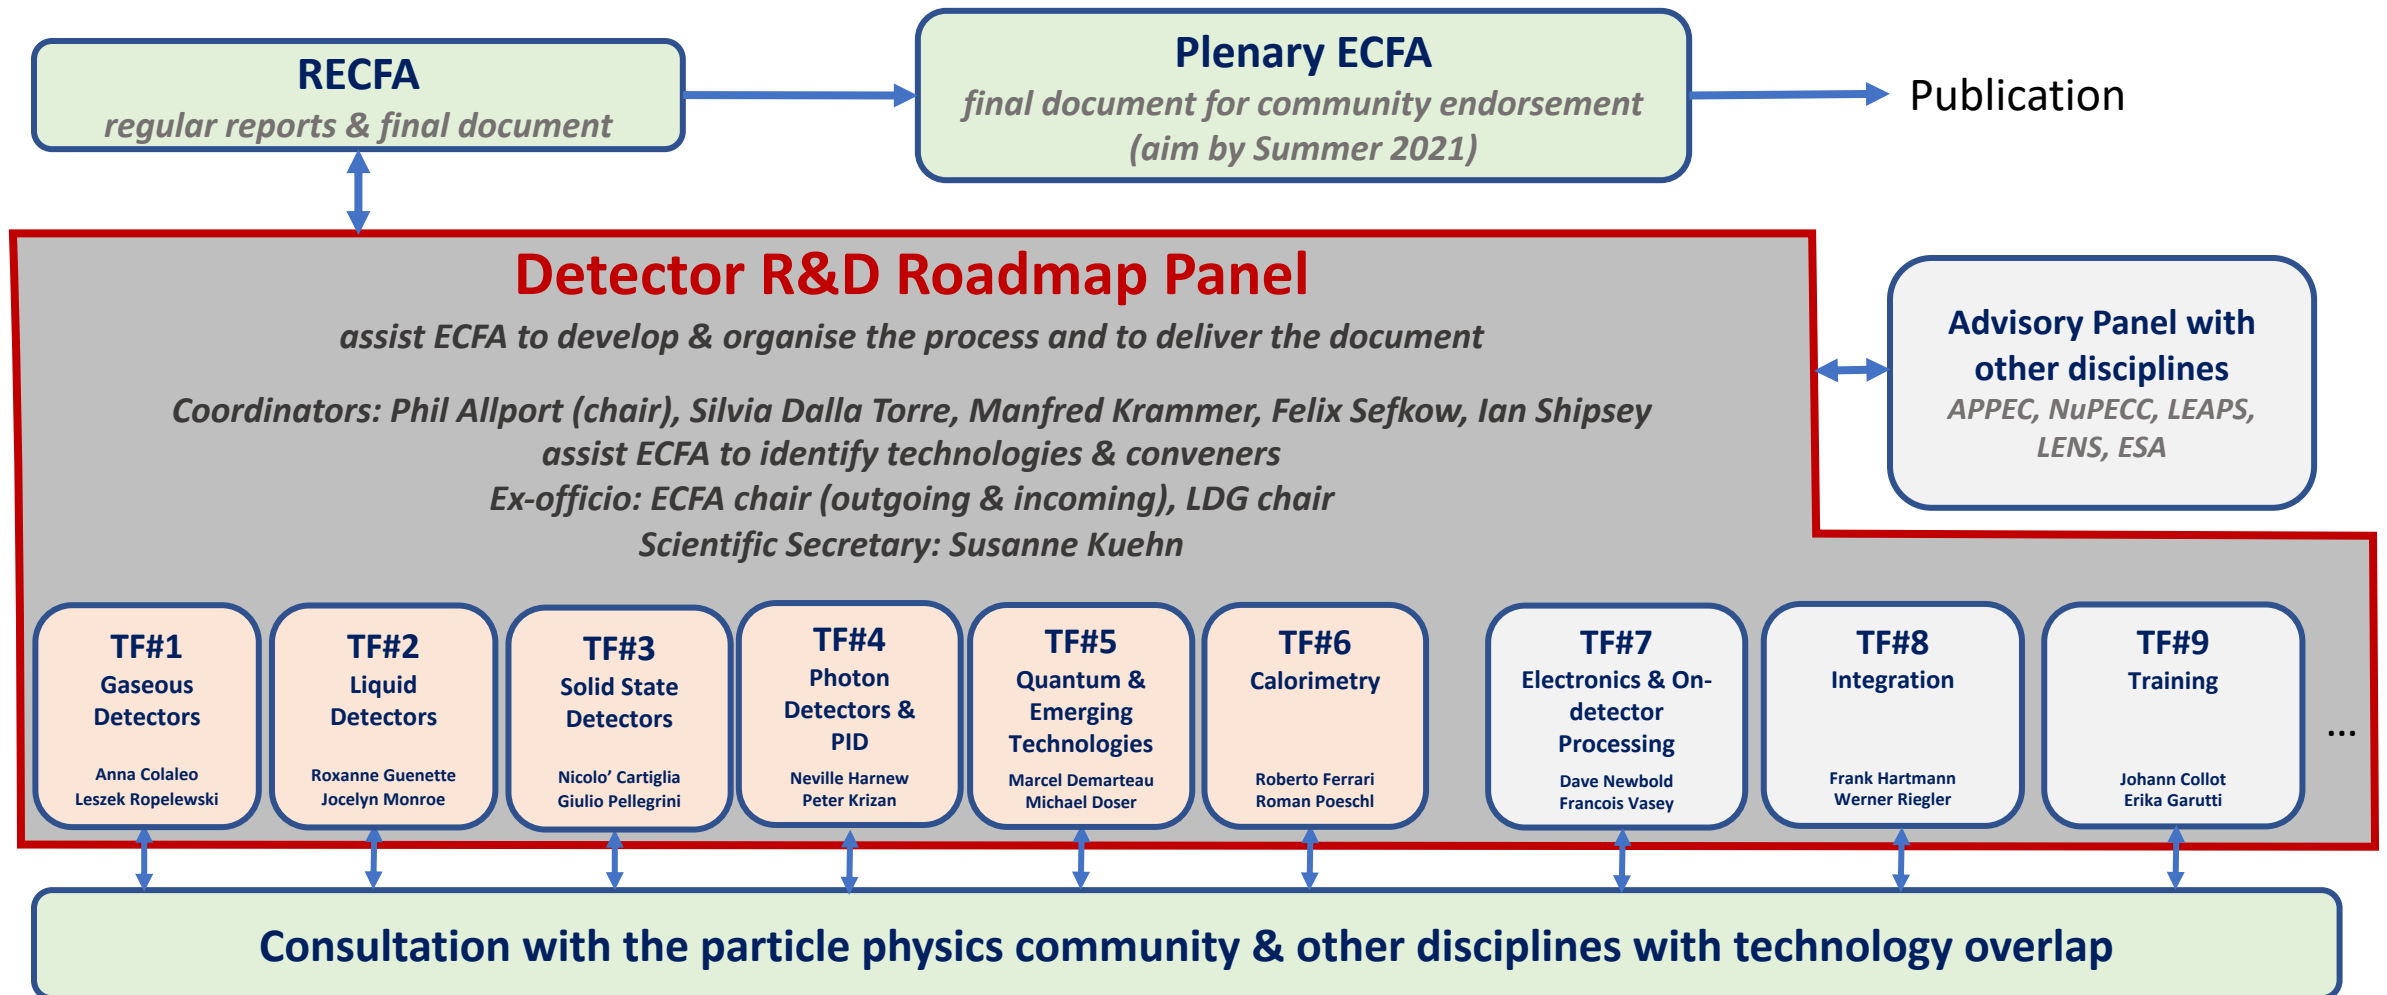 RECFA
regular reports & final document
Plenary ECFA
final document for community endorsement
(aim by Summer 2021)
Publication
Detector R&D Roadmap Panel
assist ECFA to develop & organise the process and to deliver the document
Coordinators: Phil Allport (chair), Silvia Dalla Torre, Manfred Krammer, Felix Sefkow, Ian Shipsey
assist ECFA to identify technologies & conveners
Ex-officio: ECFA chair (outgoing & incoming), LDG chair
Scientific Secretary: Susanne Kuehn
Advisory Panel with
other disciplines
APPEC, NuPECC, LEAPS,
LENS, ESA
TF#1
Gaseous
Detectors
Anna Colaleo
Leszek Ropelewski
TF#2
Liquid
Detectors
Roxanne Guenette
Jocelyn Monroe
TF#3
Solid State
Detectors
Nicolo’ Cartiglia
Giulio Pellegrini
TF#4
Photon
Detectors &
PID
Neville Harnew
Peter Krizan
TF#5
Quantum &
Emerging
Technologies
Marcel Demarteau
Michael Doser
TF#6
Calorimetry
Roberto Ferrari
Roman Poeschl
TF#7
Electronics & On-
detector
Processing
Dave Newbold
Francois Vasey
TF#8
Integration
Frank Hartmann
Werner Riegler
TF#9
Training
Johann Collot
Erika Garutti
...
Consultation with the particle physics community & other disciplines with technology overlap